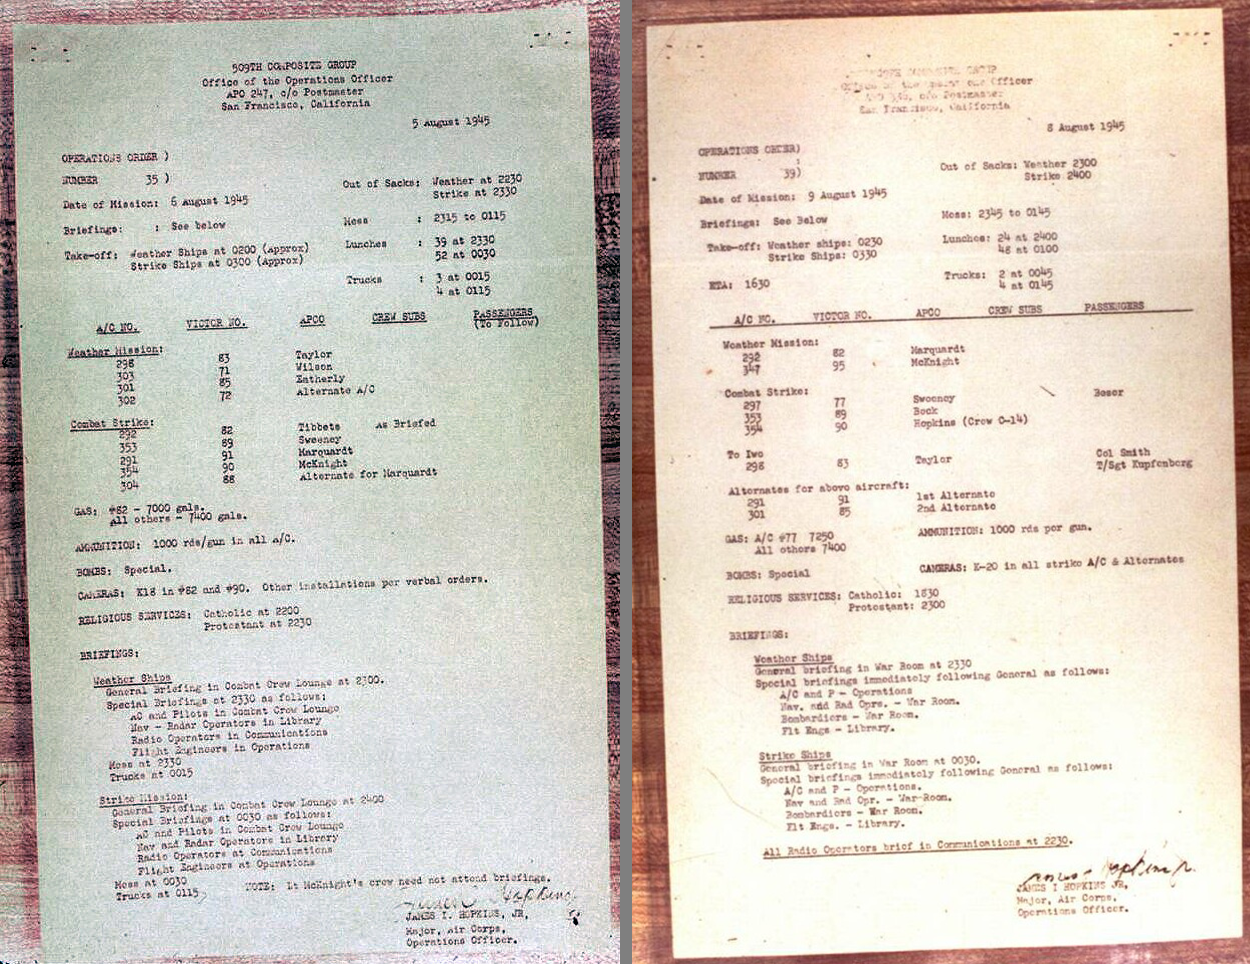 509TH COMPOSITE GROUP
Office of the Operations Officer
APO 247, c/o Postmaster
San Francisco, California
5 August 1945
OPERATIONS ORDER )
NUMBER 35 )
Out of Sacks: Weather at 2230
Strike at 2330
Date of Mission: 6 August 1945
Mess : 2315 to 0115
Briefings: : See below
Lunches : 39 at 2330
52 at 0030
Take-off: Weather Ships at 0200 (Approx)
Strike Ships at 0300 (Approx)
Trucks : 3 at 0015
4 at 0115
A/C NO. VICTOR NO. APCO CREW SUBS PASSENGERS
(To Follow)
Weather Mission:
298 83 Taylor
303 71 Wilson
301 85 Eatherly
302 72 Alternate A/C
Combat Strike:
292 82 Tibbets As Briefed
353 89 Sweeney
291 91 Marquardt
354 90 McKnight
304 88 Alternate for Marquardt
GAS: #82 - 7000 gals.
All others - 7400 gals.
AMMUNITION: 1000 rds/gun in all A/C.
BOMBS: Special.
CAMERAS: K18 in #82 and #90. Other installations per verbal orders.
RELIGIOUS SERVICES: Catholic at 2200
Protestant at 2230
BRIEFINGS:
Weather Ships
General Briefing in Combat Crew Lounge at 2300.
Special Briefings at 2330 as follows:
AC and Pilots in Combat Crew Lounge
Nav - Radar Operators in Library
Radio Operators in Communications
Flight Engineers in Operations
Mess at 2330
Trucks at 0015
Strike Mission:
General Briefing in Combat Crew Lounge at 2400
Special Briefings at 0030 as follows:
AC and Pilots in Combat Crew Lounge
Nav and Radar Operators in Library
Radio Operators at Communications
Flight Engineers at Operations
Mess at 0030
Trucks at 0115
NOTE: Lt McKnight's crew need not attend briefings.
JAMES I. HOPKINS, JR,
Major, Air Corps,
Operations Officer.
COMPOSITE GROUP
Office of the Operations Officer
c/o Postmaster
San Francisco, California
8 August 1945
OPERATIONS ORDER)
:
NUMBER 39)
Out of Sacks: Weather 2300
Strike 2400
Date of Mission: 9 August 1945
Briefings: See Below
Mess: 2345 to 0145
Take-off: Weather ships: 0230
Strike Ships: 0330
Lunches: 24 at 2400
48 at 0100
ETA: 1630
Trucks: 2 at 0045
4 at 0145
A/C NO. VICTOR NO. APCO CREW SUBS PASSENGERS
Weather Mission:
292 82 Marquardt
347 95 McKnight
Combat Strike:
297 77 Sweeney Beser
353 89 Bock
354 90 Hopkins (Crew C-14)
To Iwo
298 83 Taylor Col Smith
T/Sgt Kupfenberg
Alternates for above aircraft:
291 91 1st Alternate
301 85 2nd Alternate
GAS: A/C #77 7250
All others 7400
AMMUNITION: 1000 rds per gun.
BOMBS: Special
CAMERAS: K-20 in all strike A/C & Alternates
RELIGIOUS SERVICES: Catholic: 1830
Protestant: 2300
BRIEFINGS:
Weather Ships
General briefing in War Room at 2330
Special briefings immediately following General as follows:
A/C and P - Operations
Nav. and Rad Oprs. - War Room.
Bombardiers - War Room.
Flt Engs - Library.
Strike Ships
General briefing in War Room at 0030.
Special briefings immediately following General as follows:
A/C and P - Operations.
Nav and Rad Opr. - War Room.
Bombardiers - War Room.
Flt Engs. - Library.
All Radio Operators brief in Communications at 2230.
JAMES I HOPKINS JR,
Major, Air Corps,
Operations Officer.